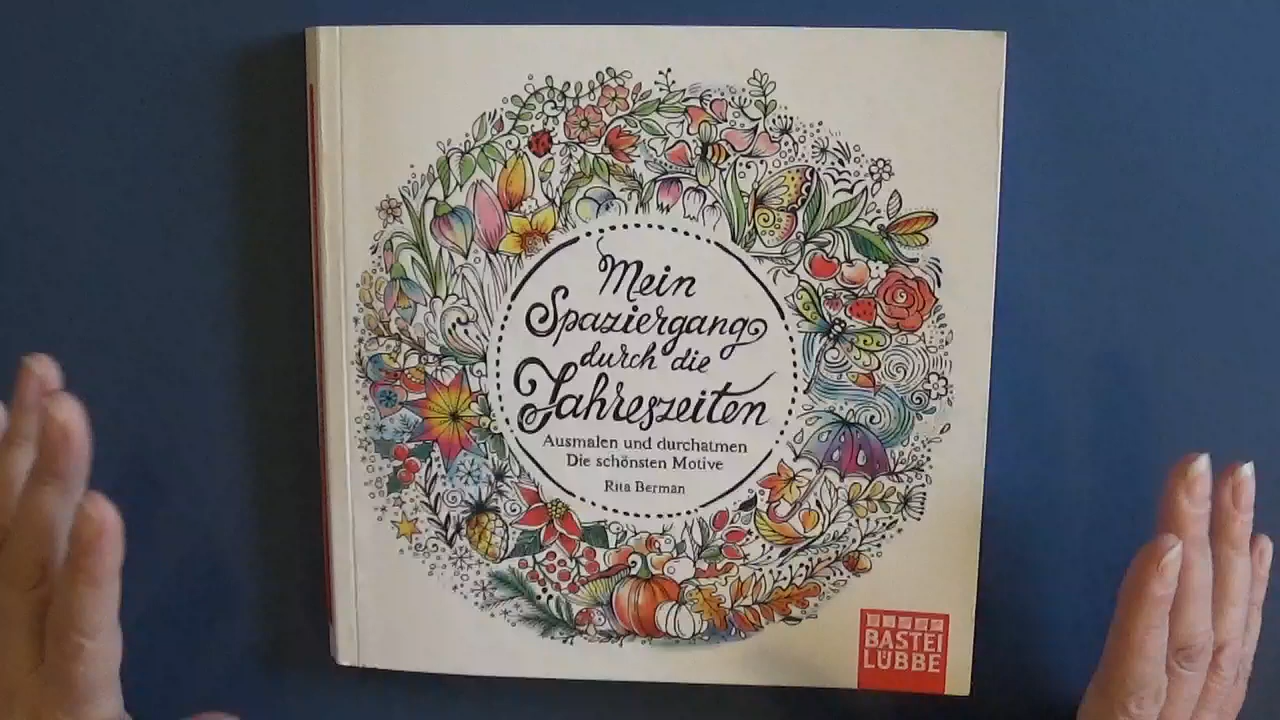 Mein
Spaziergang
durch die
Jahreszeiten
Ausmalen und durchatmen
Die schönsten Motive
Rita Berman
BASTEI
LÜBBE